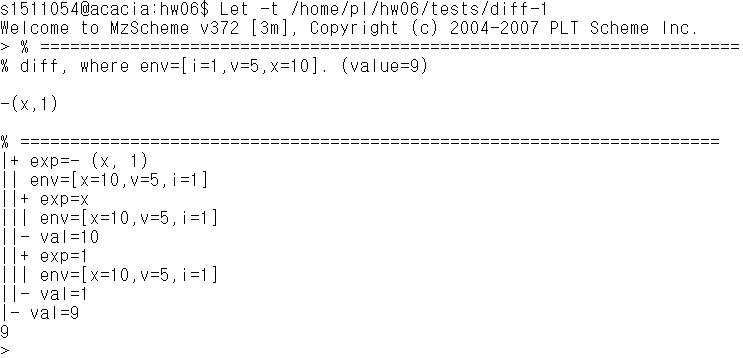 s1511054@acacia:hw06$ Let -t /home/pl/hw06/tests/diff-1
Welcome to MzScheme v372 [3m], Copyright (c) 2004-2007 PLT Scheme Inc.
> % ======================================================================
% diff, where env=[i=1,v=5,x=10]. (value=9)
-(x,1)
% ======================================================================
|+ exp=- (x, 1)
|| env=[x=10,v=5,i=1]
||+ exp=x
||| env=[x=10,v=5,i=1]
||- val=10
||+ exp=1
||| env=[x=10,v=5,i=1]
||- val=1
|- val=9
9
>